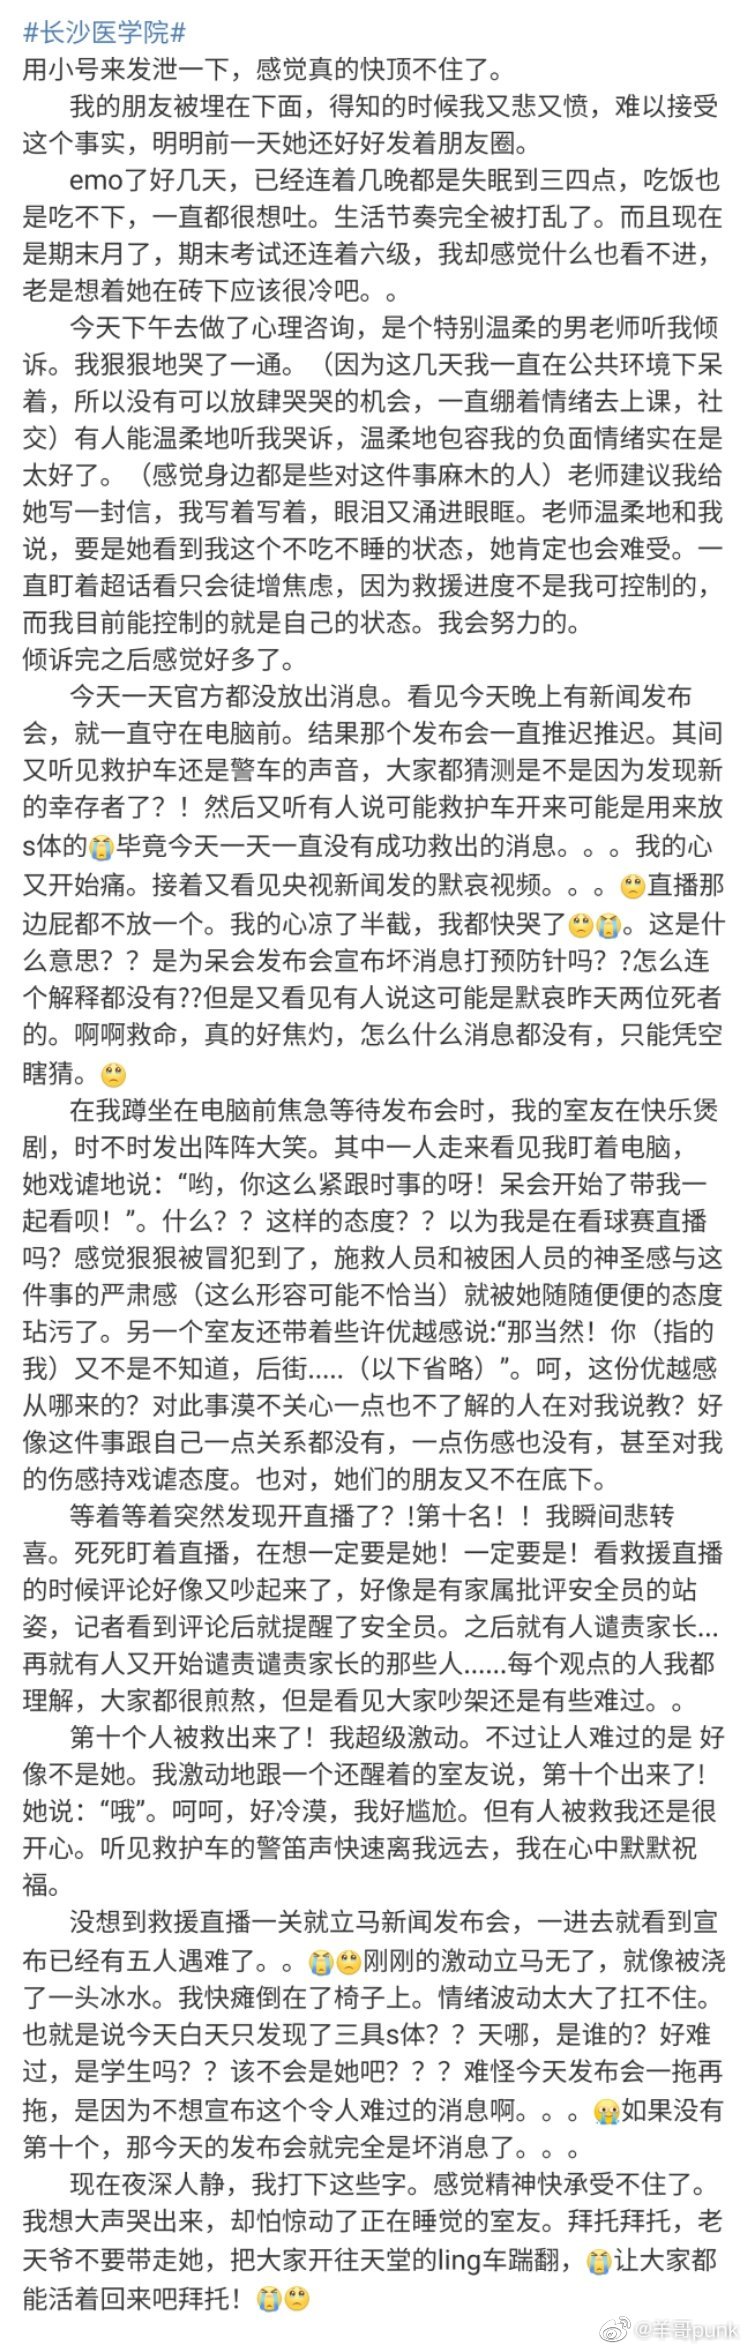 #长沙医学院#
用小号来发泄一下，感觉真的快顶不住了。
我的朋友被埋在下面，得知的时候我又悲又愤，难以接受
这个事实，明明前一天她还好好发着朋友圈。
emo了好几天，已经连着几晚都是失眠到三四点，吃饭也
是吃不下，一直都很想吐。生活节奏完全被打乱了。而且现在
是期末月了，期末考试还连着六级，我却感觉什么也看不进，
老是想着她在砖下应该很冷吧。。
今天下午去做了心理咨询，是个特别温柔的男老师听我倾
诉。我狠狠地哭了一通。（因为这几天我一直在公共环境下呆
着，所以没有可以放肆哭哭的机会，一直绷着情绪去上课，社
交）有人能温柔地听我哭诉，温柔地包容我的负面情绪实在是
太好了。（感觉身边都是些对这件事麻木的人）老师建议我给
她写一封信，我写着写着，眼泪又涌进眼眶。老师温柔地和我
说，要是她看到我这个不吃不睡的状态，她肯定也会难受。一
直盯着超话看只会徒增焦虑，因为救援进度不是我可控制的，
而我目前能控制的就是自己的状态。我会努力的。
倾诉完之后感觉好多了。
今天一天官方都没放出消息。看见今天晚上有新闻发布
会，就一直守在电脑前。结果那个发布会一直推迟推迟。其间
又听见救护车还是警车的声音，大家都猜测是不是因为发现新
的幸存者了？！然后又听有人说可能救护车开来可能是用来放
s体的😭毕竟今天一天一直没有成功救出的消息。。。我的心
又开始痛。接着又看见央视新闻发的默哀视频。。。🥺直播那
边屁都不放一个。我的心凉了半截，我都快哭了🥺😭。这是什
么意思？？是为呆会发布会宣布坏消息打预防针吗？?怎么连
个解释都没有??但是又看见有人说这可能是默哀昨天两位死者
的。啊啊救命，真的好焦灼，怎么什么消息都没有，只能凭空
瞎猜。🥺
在我蹲坐在电脑前焦急等待发布会时，我的室友在快乐煲
剧，时不时发出阵阵大笑。其中一人走来看见我盯着电脑，
她戏谑地说：“哟，你这么紧跟时事的呀！呆会开始了带我一
起看呗！”。什么？？这样的态度？？以为我是在看球赛直播
吗？感觉狠狠被冒犯到了，施救人员和被困人员的神圣感与这
件事的严肃感（这么形容可能不恰当）就被她随随便便的态度
玷污了。另一个室友还带着些许优越感说:“那当然！你（指的
我）又不是不知道，后街.....（以下省略）”。呵，这份优越感
从哪来的？对此事漠不关心一点也不了解的人在对我说教？好
像这件事跟自己一点关系都没有，一点伤感也没有，甚至对我
的伤感持戏谑态度。也对，她们的朋友又不在底下。
等着等着突然发现开直播了？!第十名！！我瞬间悲转
喜。死死盯着直播，在想一定要是她！一定要是！看救援直播
的时候评论好像又吵起来了，好像是有家属批评安全员的站
姿，记者看到评论后就提醒了安全员。之后就有人谴责家长...
再就有人又开始谴责谴责家长的那些人......每个观点的人我都
理解，大家都很煎熬，但是看见大家吵架还是有些难过。。
第十个人被救出来了！我超级激动。不过让人难过的是 好
像不是她。我激动地跟一个还醒着的室友说，第十个出来了!
她说：“哦”。呵呵，好冷漠，我好尴尬。但有人被救我还是很
开心。听见救护车的警笛声快速离我远去，我在心中默默祝
福。
没想到救援直播一关就立马新闻发布会，一进去就看到宣
布已经有五人遇难了。。😭🥺刚刚的激动立马无了，就像被浇
了一头冰水。我快瘫倒在了椅子上。情绪波动太大了扛不住。
也就是说今天白天只发现了三具s体？？天哪，是谁的？好难
过，是学生吗？？该不会是她吧？？？难怪今天发布会一拖再
拖，是因为不想宣布这个令人难过的消息啊。。。😭如果没有
第十个，那今天的发布会就完全是坏消息了。。。
现在夜深人静，我打下这些字。感觉精神快承受不住了。
我想大声哭出来，却怕惊动了正在睡觉的室友。拜托拜托，老
天爷不要带走她，把大家开往天堂的ling车踹翻，😭让大家都
能活着回来吧拜托！😭🥺
@羊哥punk